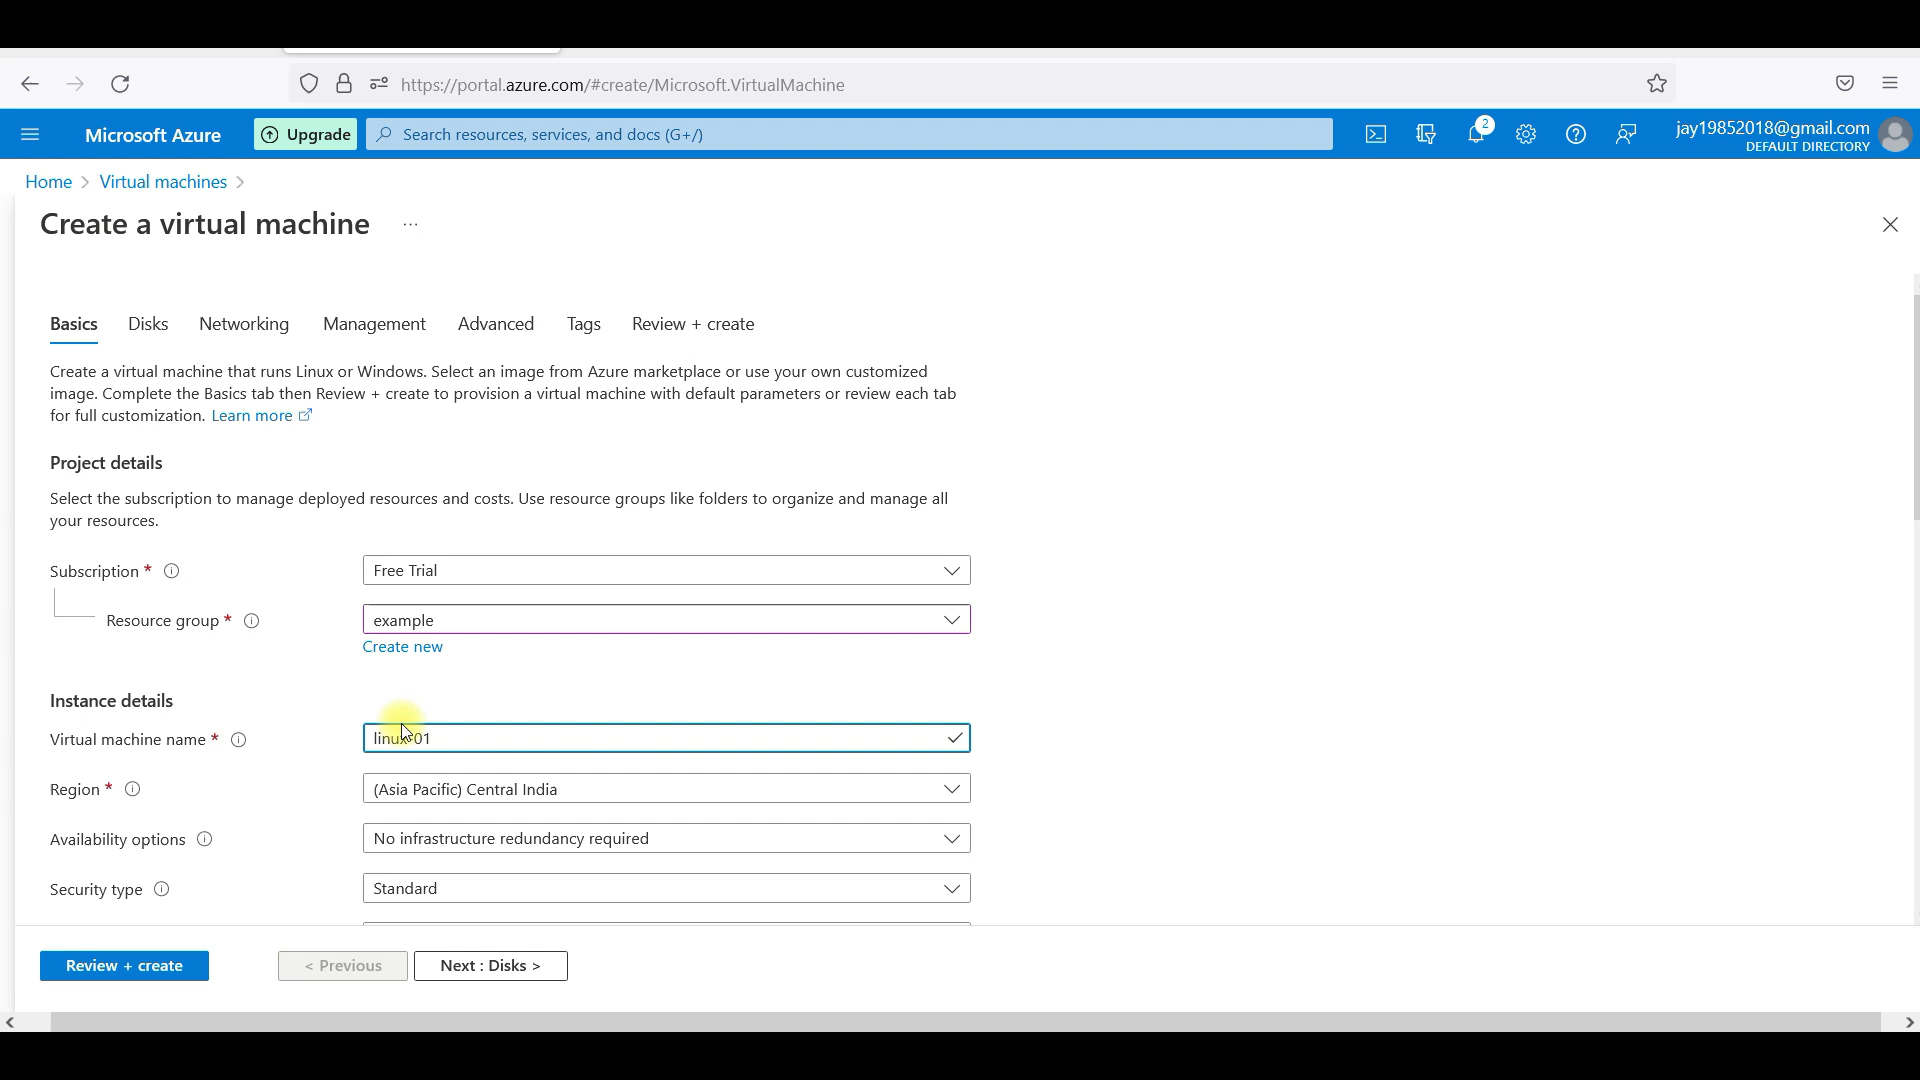 https://portal.azure.com/#create/Microsoft.VirtualMachine
Microsoft Azure
Upgrade
Search resources, services, and docs (G+/)
2
jay19852018@gmail.com
DEFAULT DIRECTORY
Home > Virtual machines >
Create a virtual machine ...
Basics Disks Networking Management Advanced Tags Review + create
Create a virtual machine that runs Linux or Windows. Select an image from Azure marketplace or use your own customized
image. Complete the Basics tab then Review + create to provision a virtual machine with default parameters or review each tab
for full customization. Learn more
Project details
Select the subscription to manage deployed resources and costs. Use resource groups like folders to organize and manage all
your resources.
Subscription * Free Trial
Resource group * example
Create new
Instance details
Virtual machine name * linux-01
Region * (Asia Pacific) Central India
Availability options No infrastructure redundancy required
Security type Standard
Review + create < Previous Next : Disks >